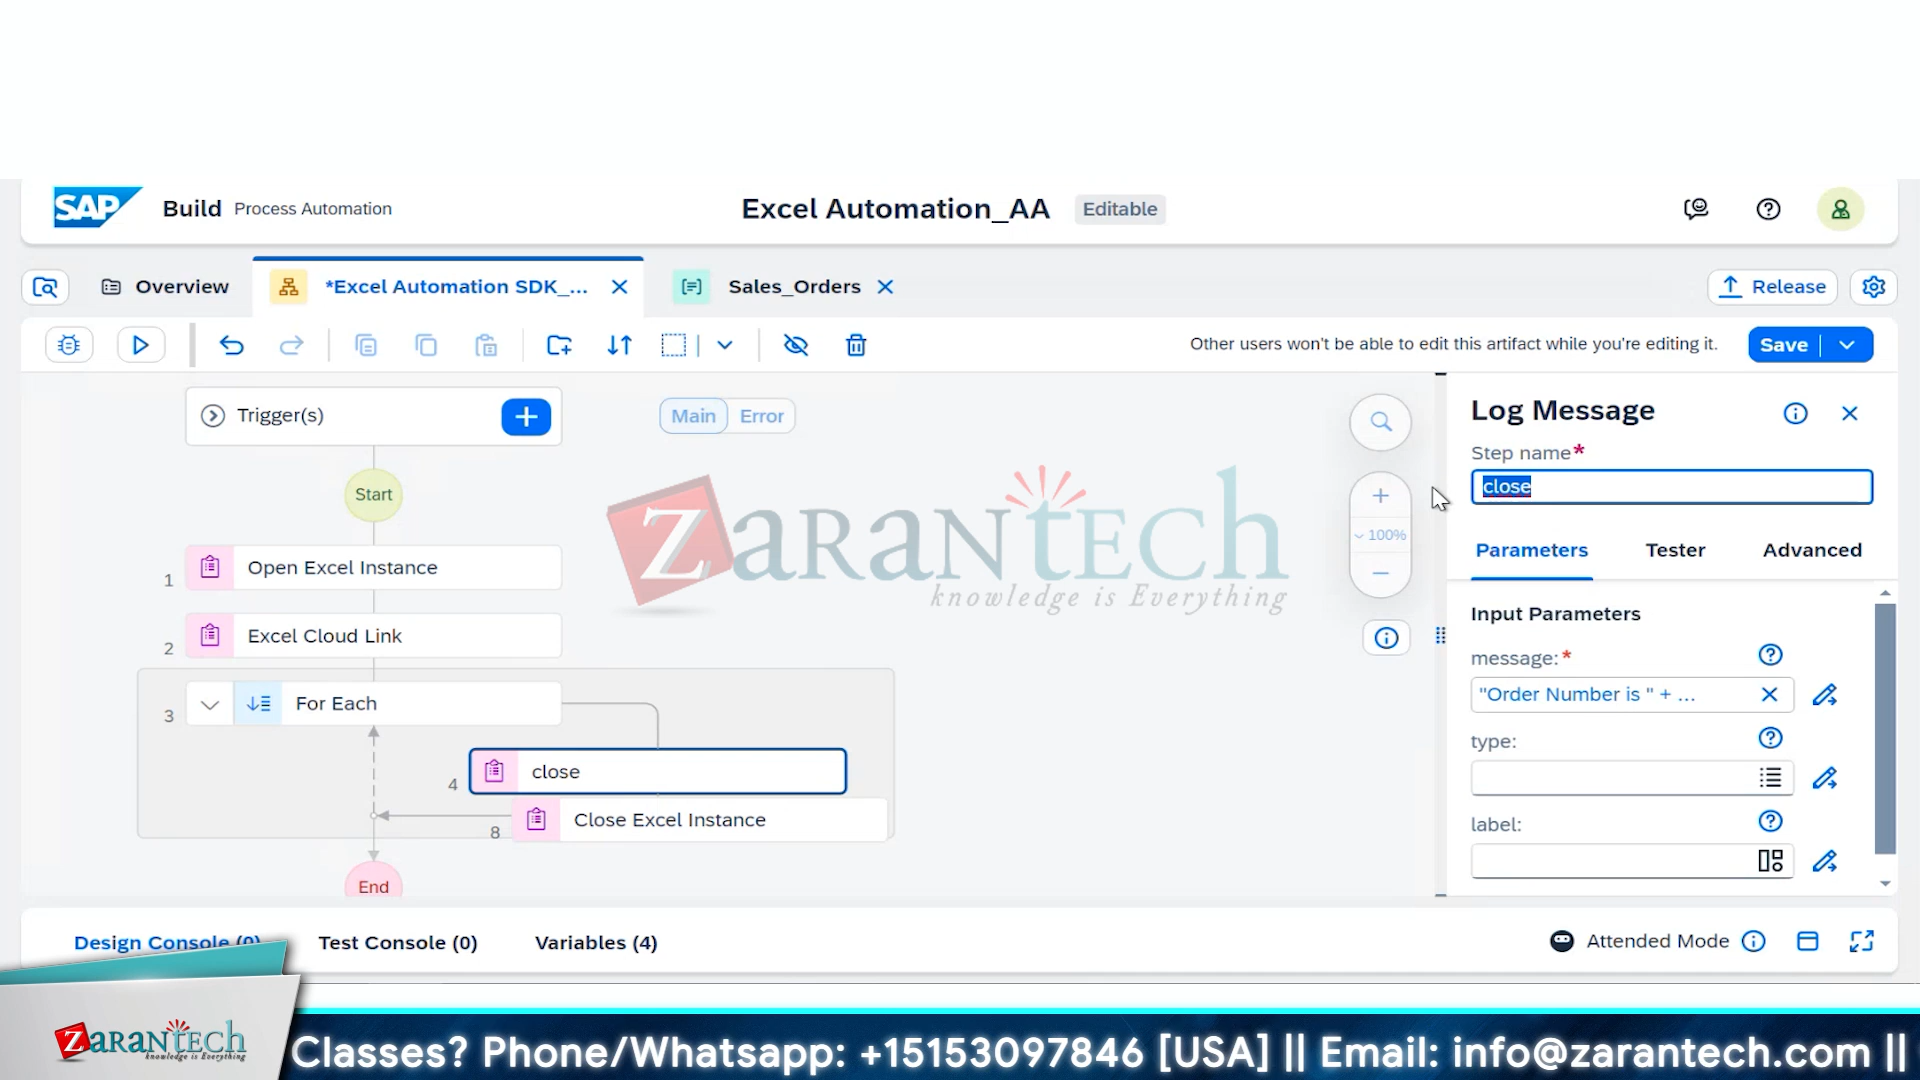 SAP Build Process Automation
Excel Automation_AA Editable
Overview
*Excel Automation SDK_...
Sales_Orders
Release
Other users won't be able to edit this artifact while you're editing it.
Save
Trigger(s)
Main Error
Start
1 Open Excel Instance
2 Excel Cloud Link
3 For Each
4 close
8 Close Excel Instance
End
100%
ZaranTech
knowledge is Everything
Log Message
Step name*
close
Parameters Tester Advanced
Input Parameters
message:*
"Order Number is " + ...
type:
label:
Design Console (0) Test Console (0) Variables (4)
Attended Mode
ZaranTech
knowledge is Everything
Classes? Phone/Whatsapp: +15153097846 [USA] || Email: info@zarantech.com ||